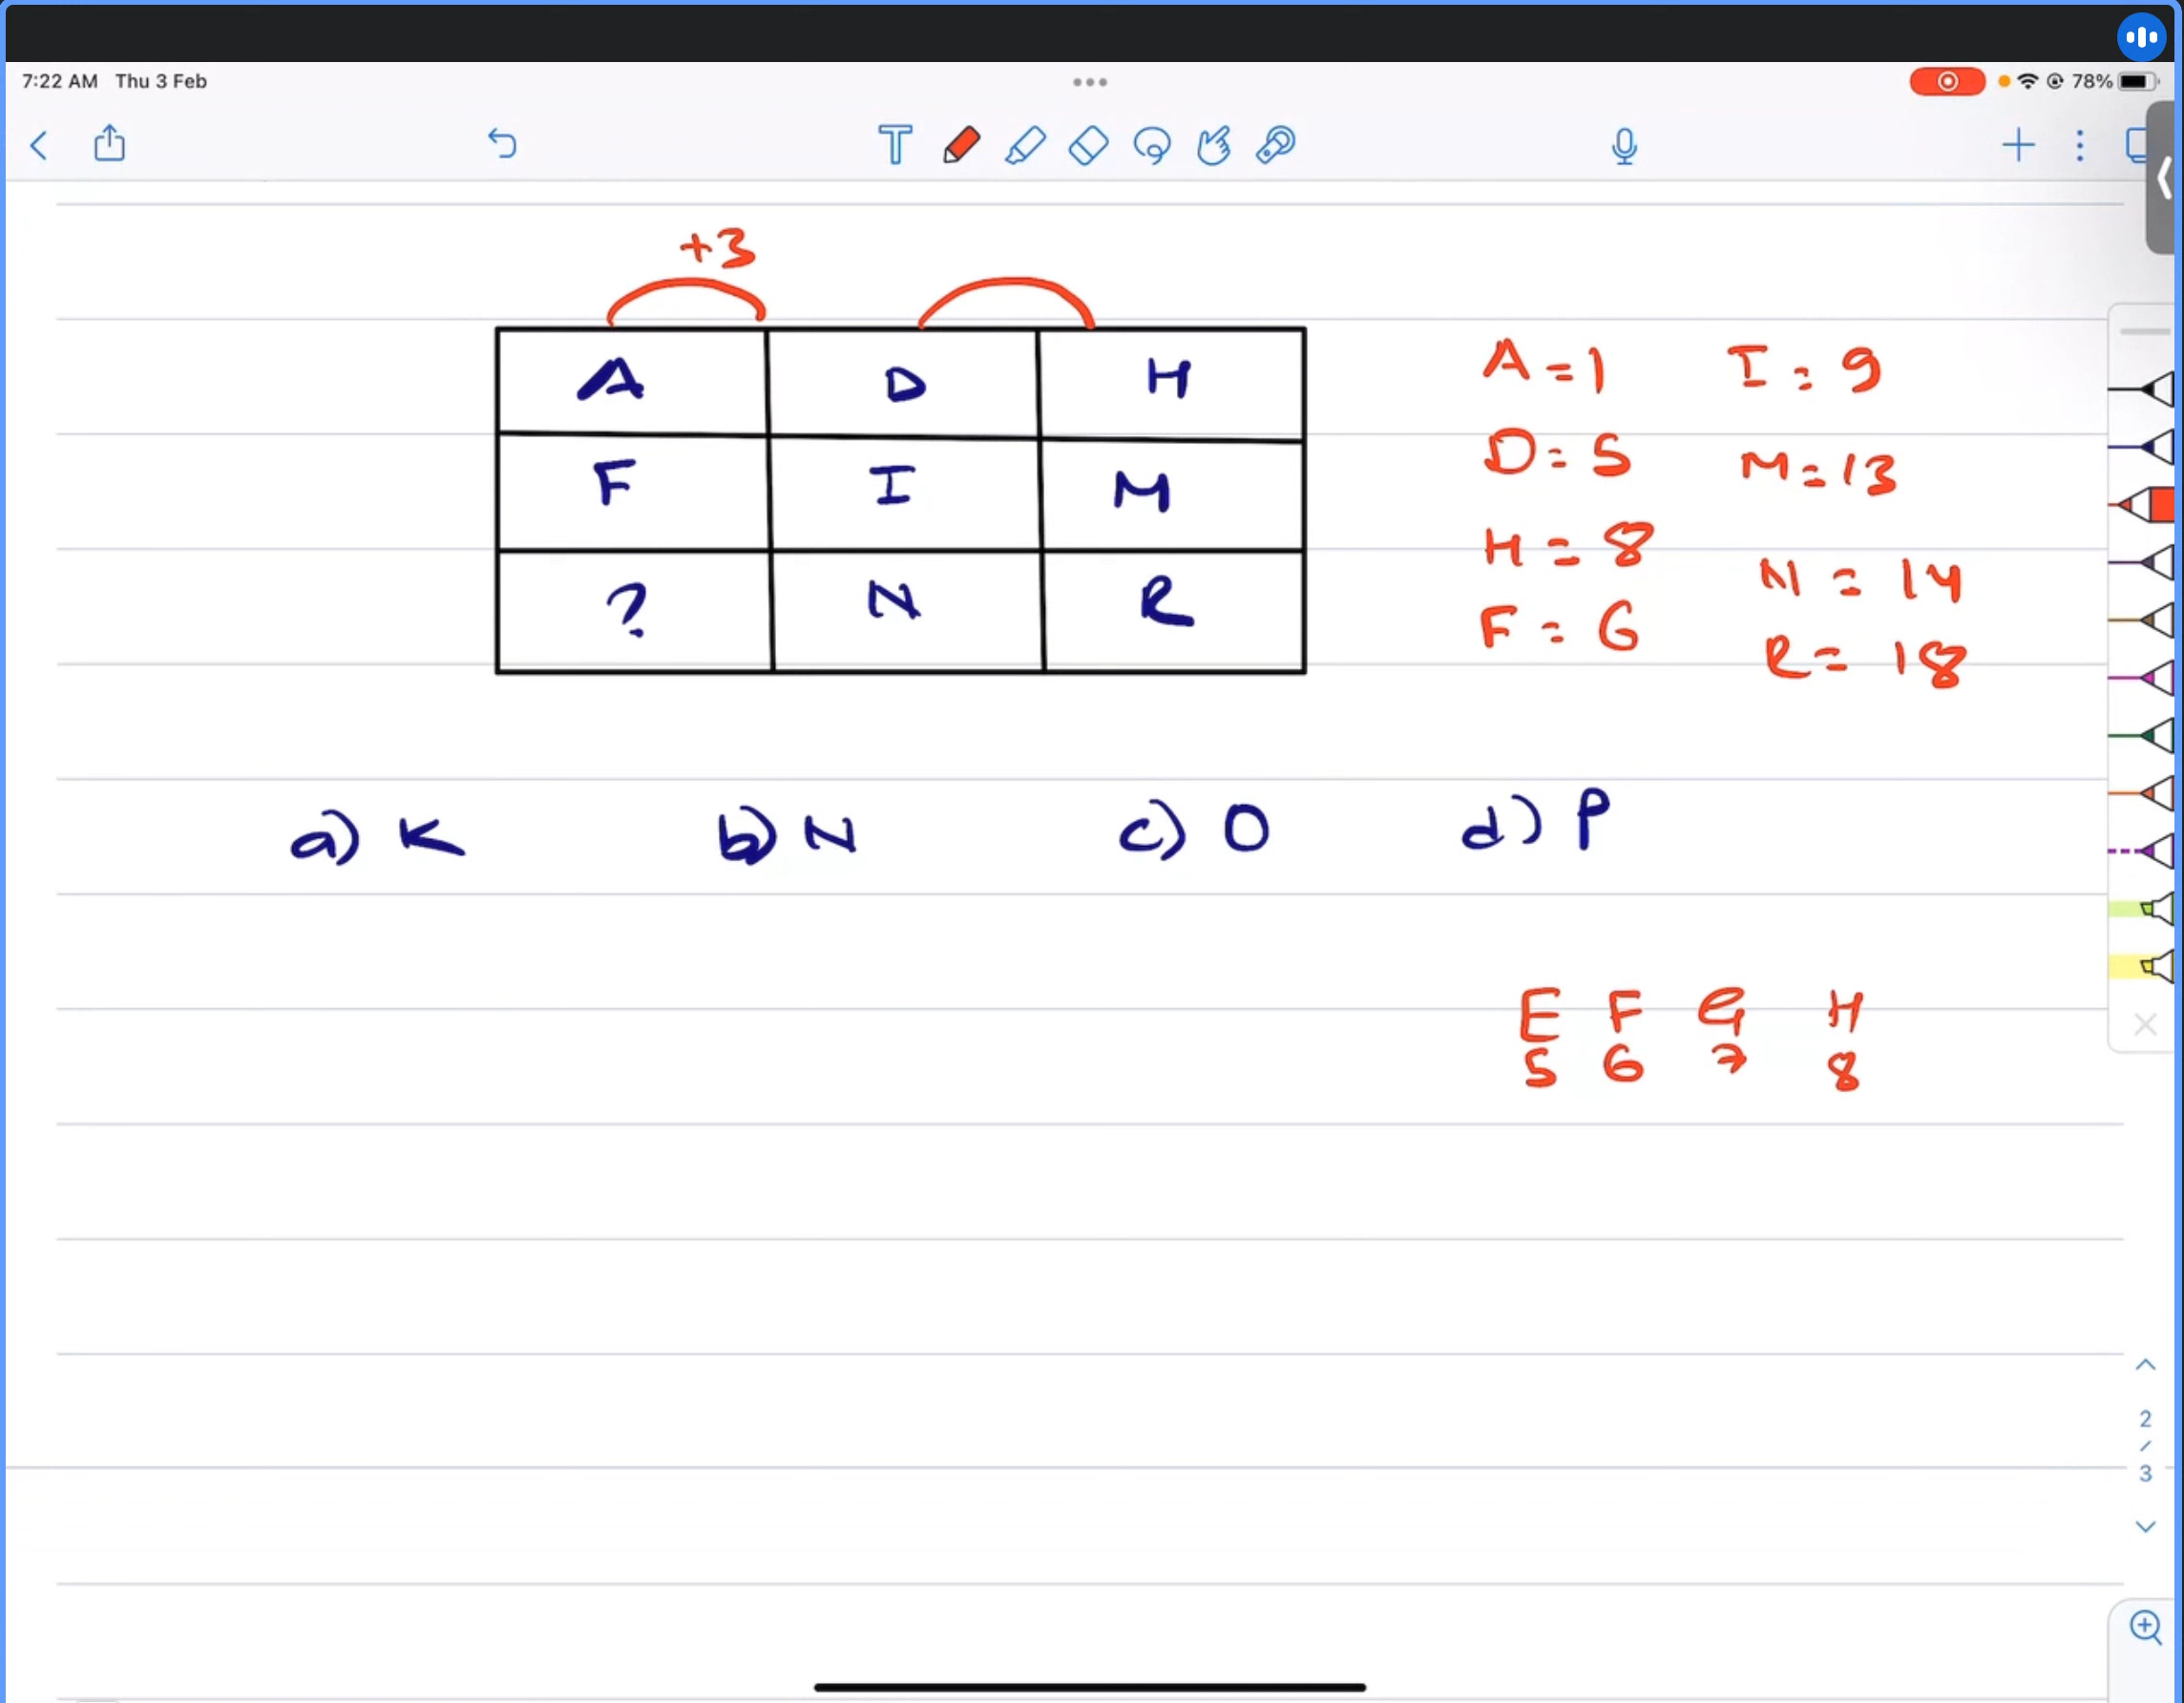 7:22 AM Thu 3 Feb
78%
T
+3
A D H
F I M
? N R
A = 1 I = 9
D = 5 M = 13
H = 8 N = 14
F = 6 R = 18
a) K b) N c) O d) P
E F G H
5 6 7 8
2
/
3